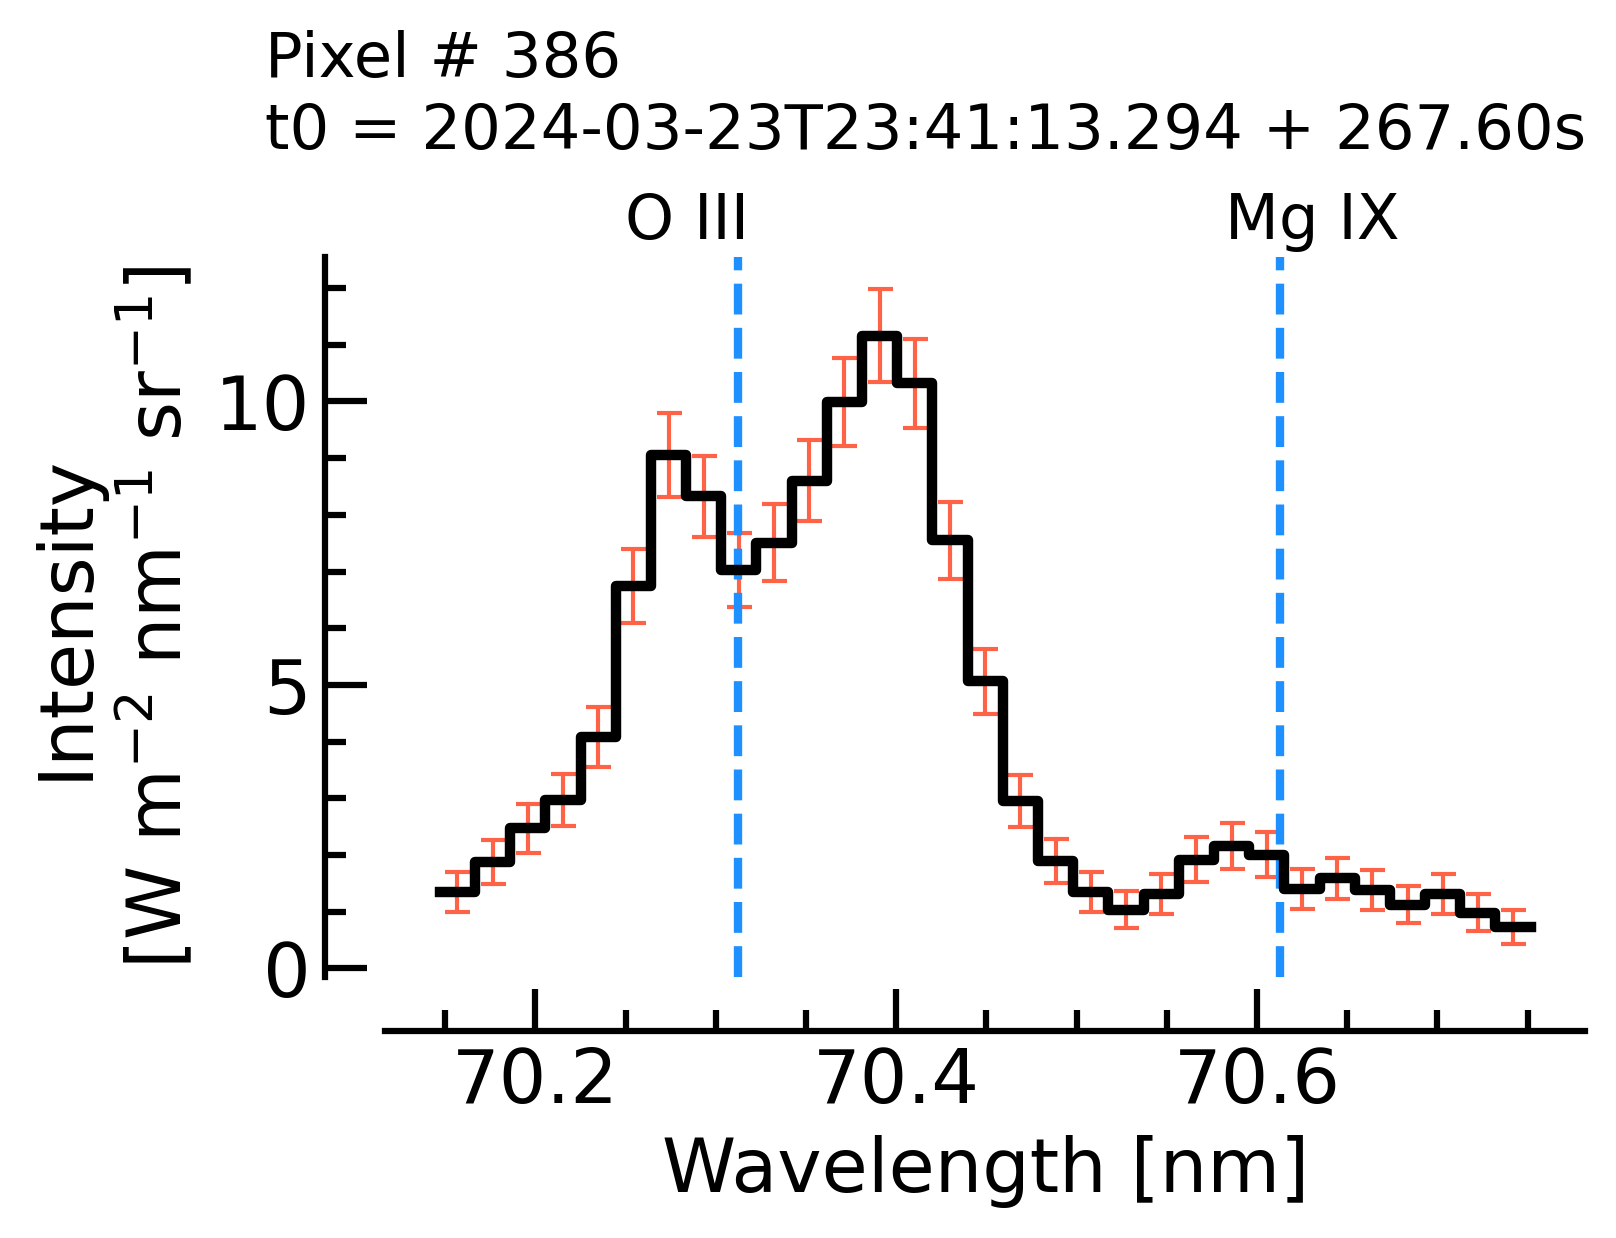 Pixel # 386
t0 = 2024-03-23T23:41:13.294 + 267.60s
O III
Mg IX
Intensity
[W m⁻² nm⁻¹ sr⁻¹]
10
5
0
70.2
70.4
70.6
Wavelength [nm]